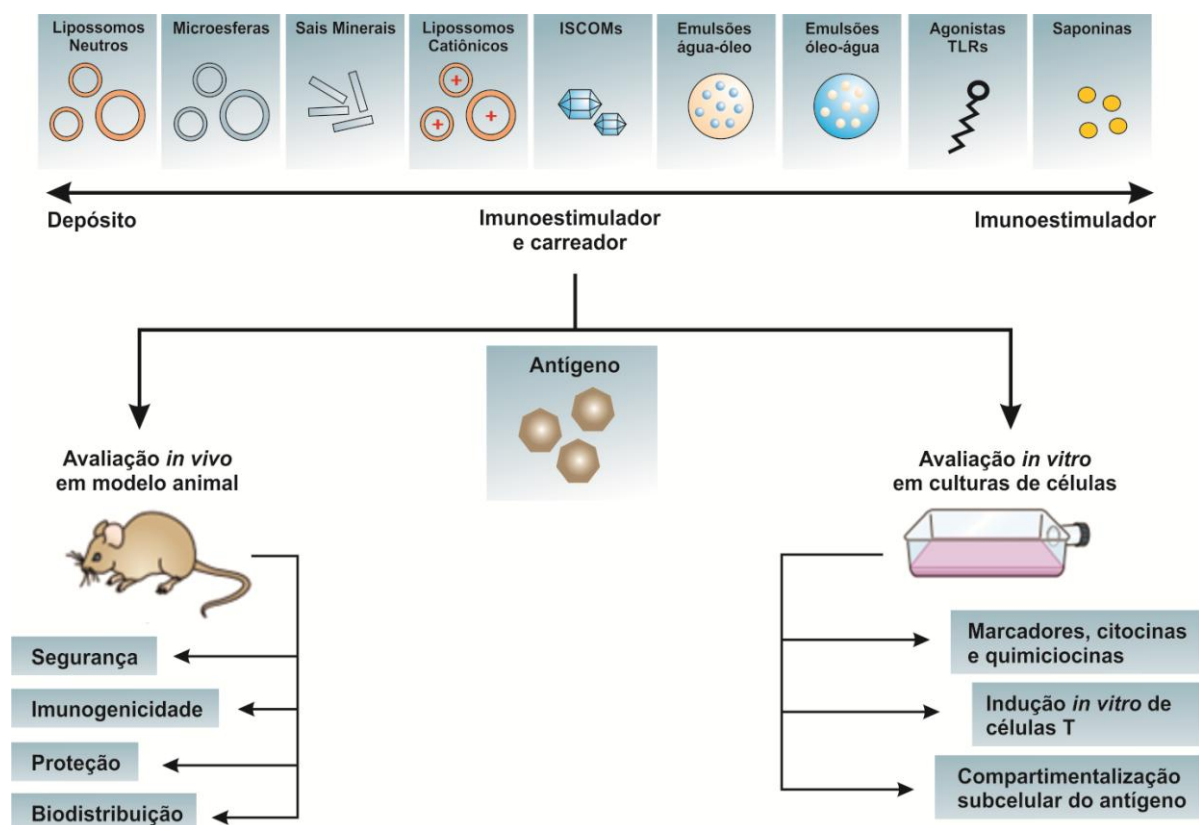 Lipossomos
Neutros
Microesferas
Sais Minerais
Lipossomos
Catiônicos
ISCOMs
Emulsões
água-óleo
Emulsões
óleo-água
Agonistas
TLRs
Saponinas
+
+
+
Depósito
Imunoestimulador
e carreador
Imunoestimulador
Antígeno
Avaliação in vivo
em modelo animal
Avaliação in vitro
em culturas de células
Segurança
Imunogenicidade
Proteção
Biodistribuição
Marcadores, citocinas
e quimiciocinas
Indução in vitro de
células T
Compartimentalização
subcelular do antígeno